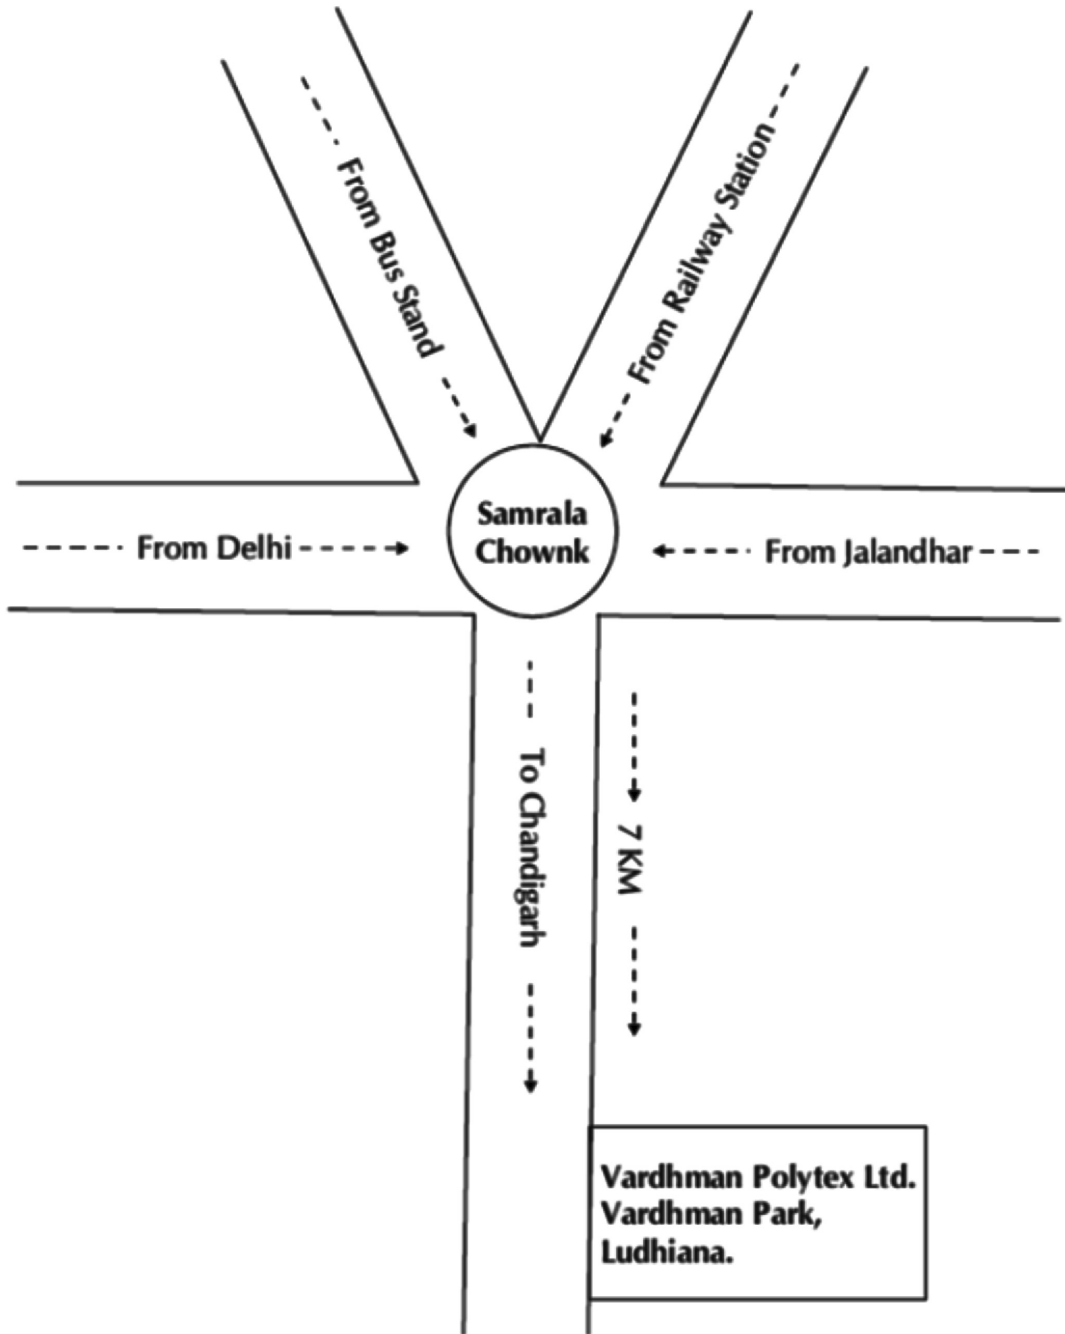 From Bus Stand
From Railway Station
Samrala
Chownk
From Delhi
From Jalandhar
To Chandigarh
7 KM
Vardhman Polytex Ltd.
Vardhman Park,
Ludhiana.